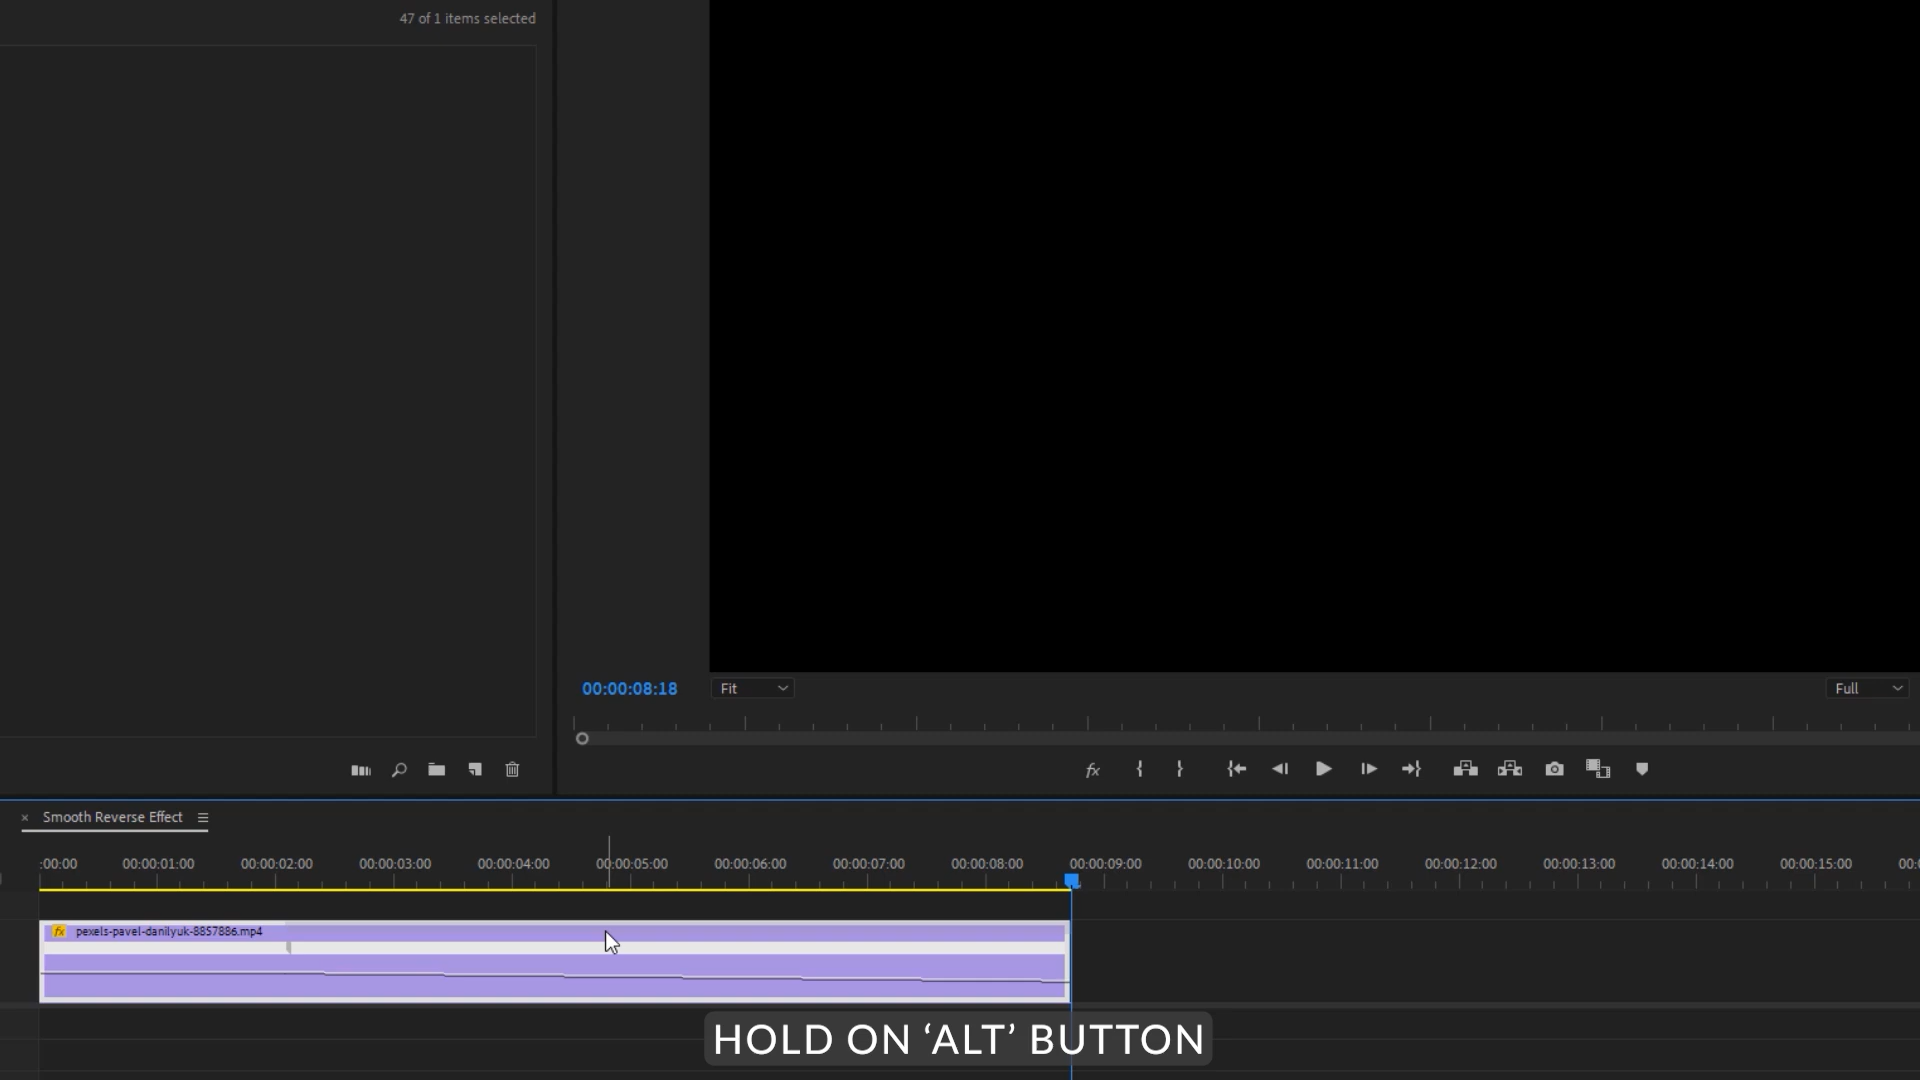 47 of 1 items selected
00:00:08:18
Fit
Full
Smooth Reverse Effect
:00:00 00:00:01:00 00:00:02:00 00:00:03:00 00:00:04:00 00:00:05:00 00:00:06:00 00:00:07:00 00:00:08:00 00:00:09:00 00:00:10:00 00:00:11:00 00:00:12:00 00:00:13:00 00:00:14:00 00:00:15:00 00:0
fx pexels-pavel-danilyuk-8857886.mp4
HOLD ON ‘ALT’ BUTTON